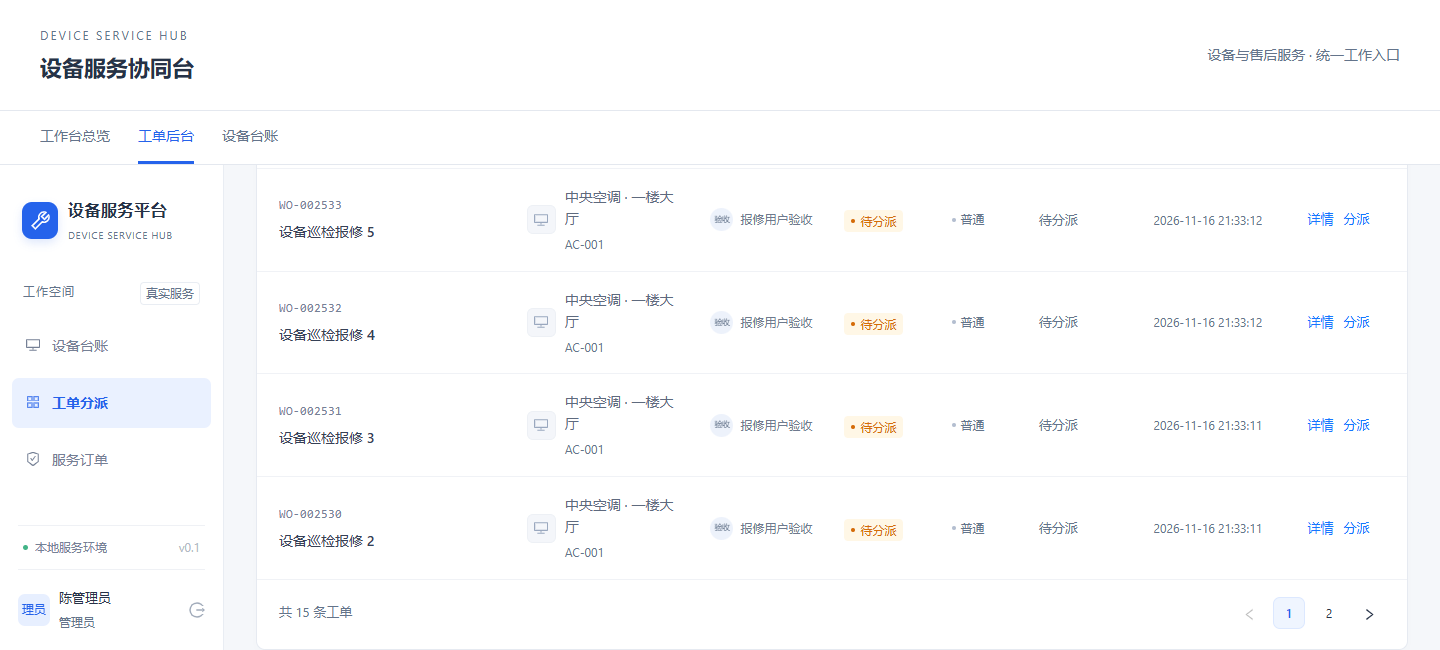 DEVICE SERVICE HUB
设备服务协同台
设备与售后服务 · 统一工作入口
工作台总览
工单后台
设备台账
设备服务平台
DEVICE SERVICE HUB
工作空间
真实服务
设备台账
工单分派
服务订单
本地服务环境
v0.1
理员
陈管理员
管理员
WO-002533
设备巡检报修 5
中央空调 · 一楼大
厅
AC-001
验收
报修用户验收
待分派
普通
待分派
2026-11-16 21:33:12
详情
分派
WO-002532
设备巡检报修 4
中央空调 · 一楼大
厅
AC-001
验收
报修用户验收
待分派
普通
待分派
2026-11-16 21:33:12
详情
分派
WO-002531
设备巡检报修 3
中央空调 · 一楼大
厅
AC-001
验收
报修用户验收
待分派
普通
待分派
2026-11-16 21:33:11
详情
分派
WO-002530
设备巡检报修 2
中央空调 · 一楼大
厅
AC-001
验收
报修用户验收
待分派
普通
待分派
2026-11-16 21:33:11
详情
分派
共 15 条工单
1
2